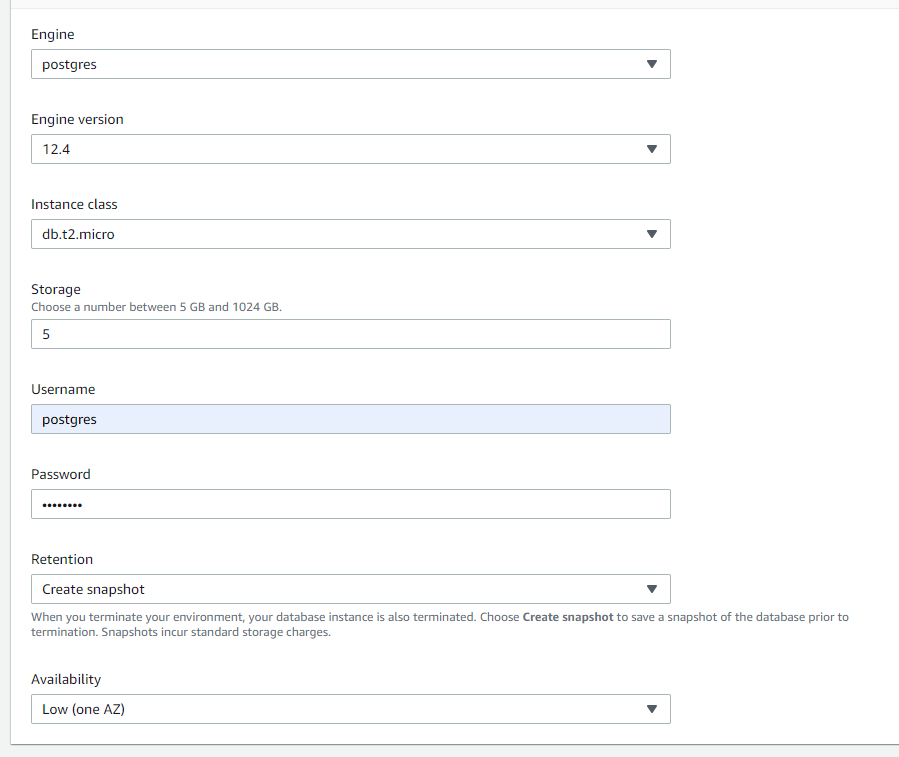 Engine
postgres
Engine version
12.4
Instance class
db.t2.micro
Storage
Choose a number between 5 GB and 1024 GB.
5
Username
postgres
Password
••••••••
Retention
Create snapshot
When you terminate your environment, your database instance is also terminated. Choose Create snapshot to save a snapshot of the database prior to
termination. Snapshots incur standard storage charges.
Availability
Low (one AZ)